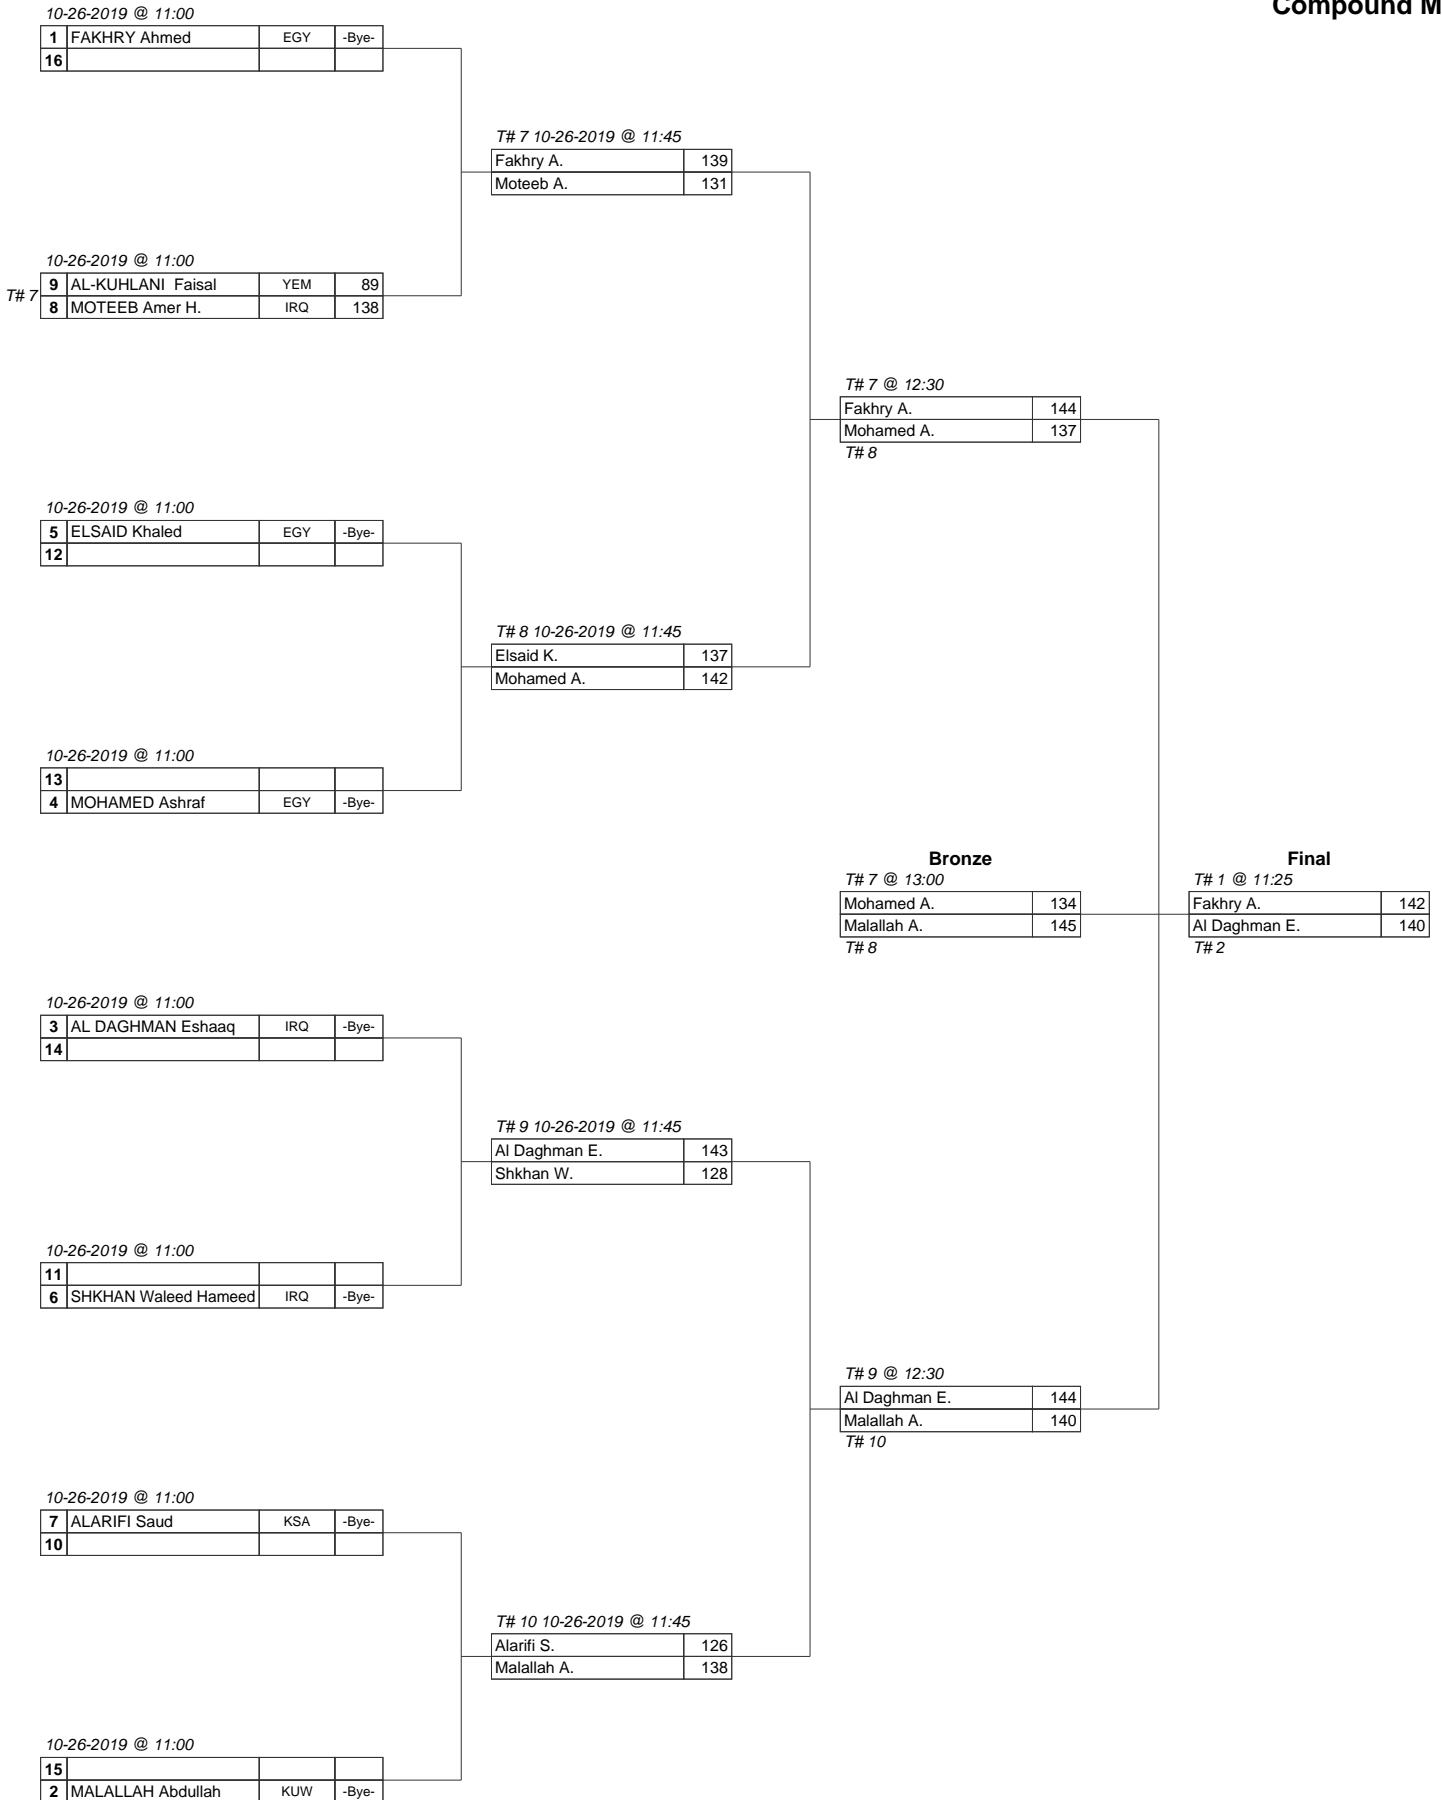 Compound M
10-26-2019 @ 11:00
1 FAKHRY Ahmed EGY -Bye-
16
T# 7 10-26-2019 @ 11:45
Fakhry A. 139
Moteeb A. 131
10-26-2019 @ 11:00
T# 7
9 AL-KUHLANI Faisal YEM 89
8 MOTEEB Amer H. IRQ 138
T# 7 @ 12:30
Fakhry A. 144
Mohamed A. 137
T# 8
10-26-2019 @ 11:00
5 ELSAID Khaled EGY -Bye-
12
T# 8 10-26-2019 @ 11:45
Elsaid K. 137
Mohamed A. 142
10-26-2019 @ 11:00
13
4 MOHAMED Ashraf EGY -Bye-
Bronze
T# 7 @ 13:00
Mohamed A. 134
Malallah A. 145
T# 8
Final
T# 1 @ 11:25
Fakhry A. 142
Al Daghman E. 140
T# 2
10-26-2019 @ 11:00
3 AL DAGHMAN Eshaaq IRQ -Bye-
14
T# 9 10-26-2019 @ 11:45
Al Daghman E. 143
Shkhan W. 128
10-26-2019 @ 11:00
11
6 SHKHAN Waleed Hameed IRQ -Bye-
T# 9 @ 12:30
Al Daghman E. 144
Malallah A. 140
T# 10
10-26-2019 @ 11:00
7 ALARIFI Saud KSA -Bye-
10
T# 10 10-26-2019 @ 11:45
Alarifi S. 126
Malallah A. 138
10-26-2019 @ 11:00
15
2 MALALLAH Abdullah KUW -Bye-